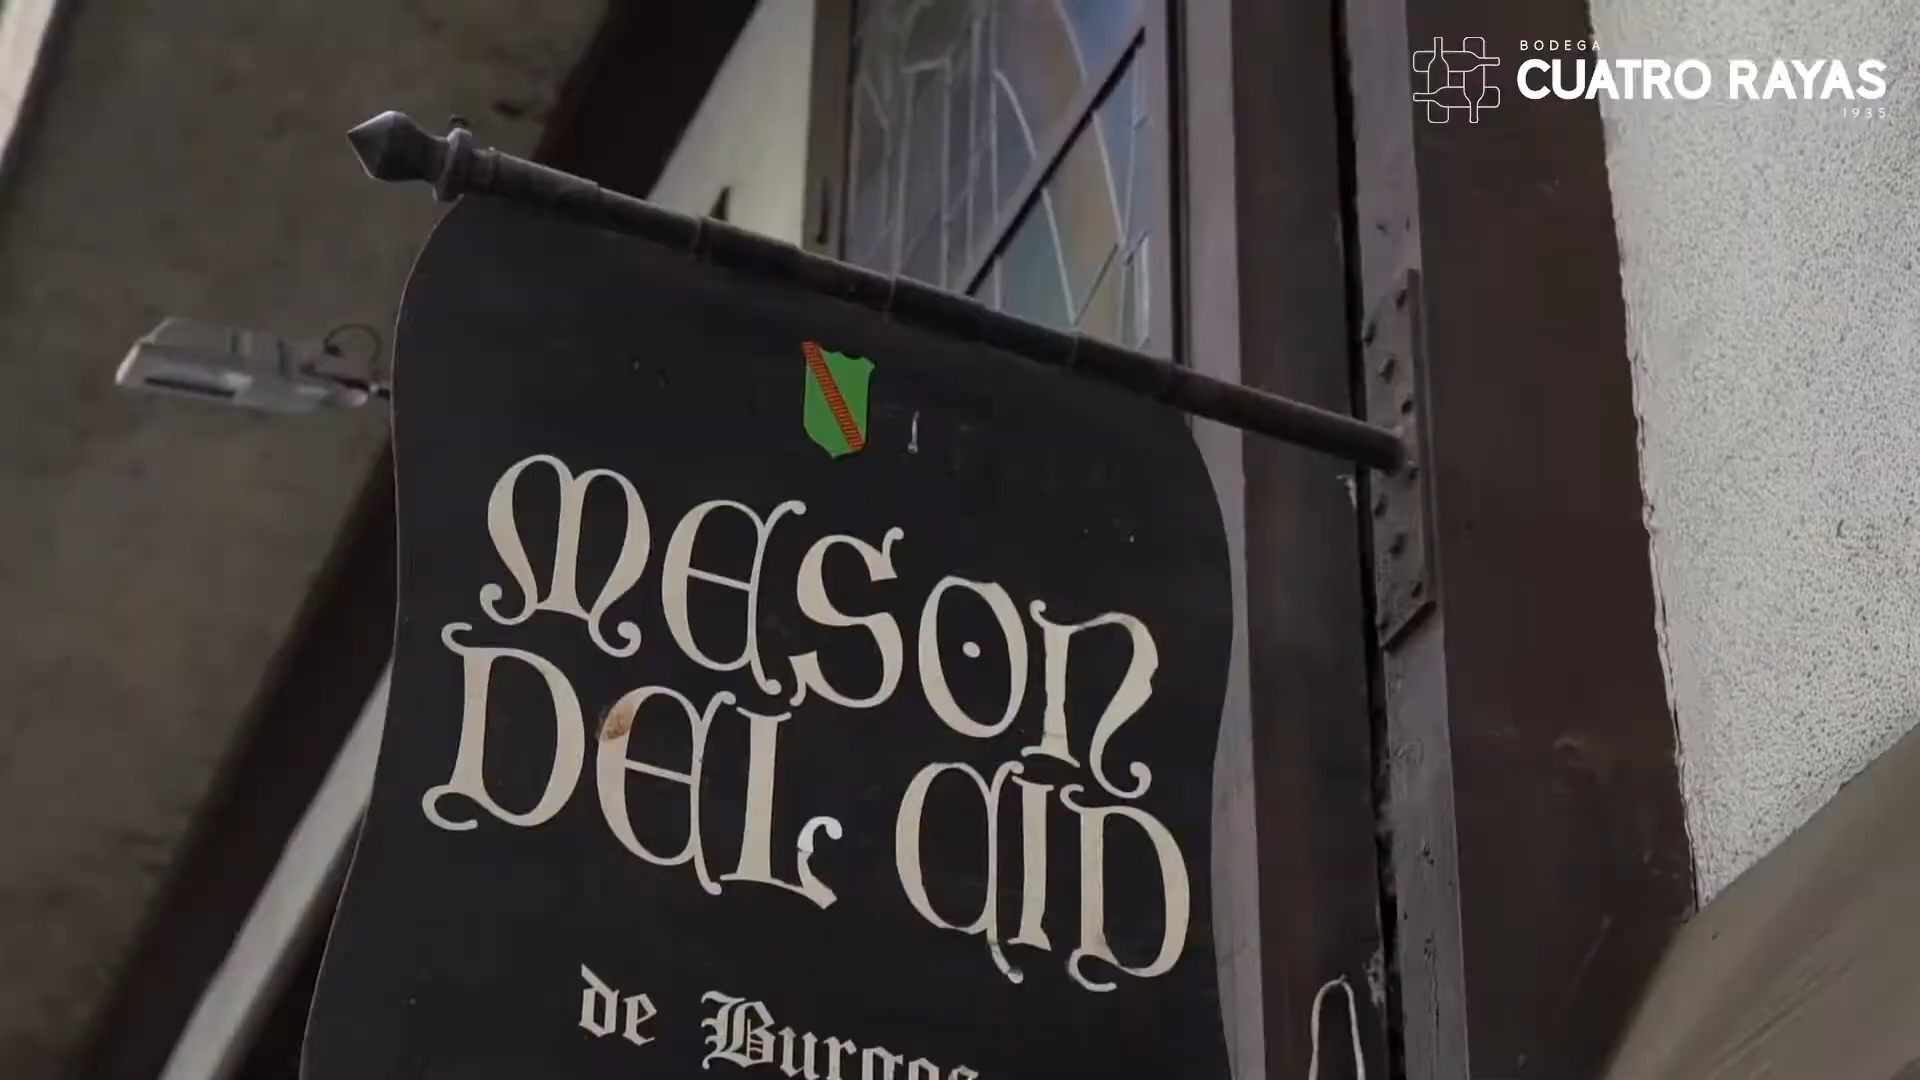 BODEGA
CUATRO RAYAS
1935
MESON
DEL CID
de Burgos